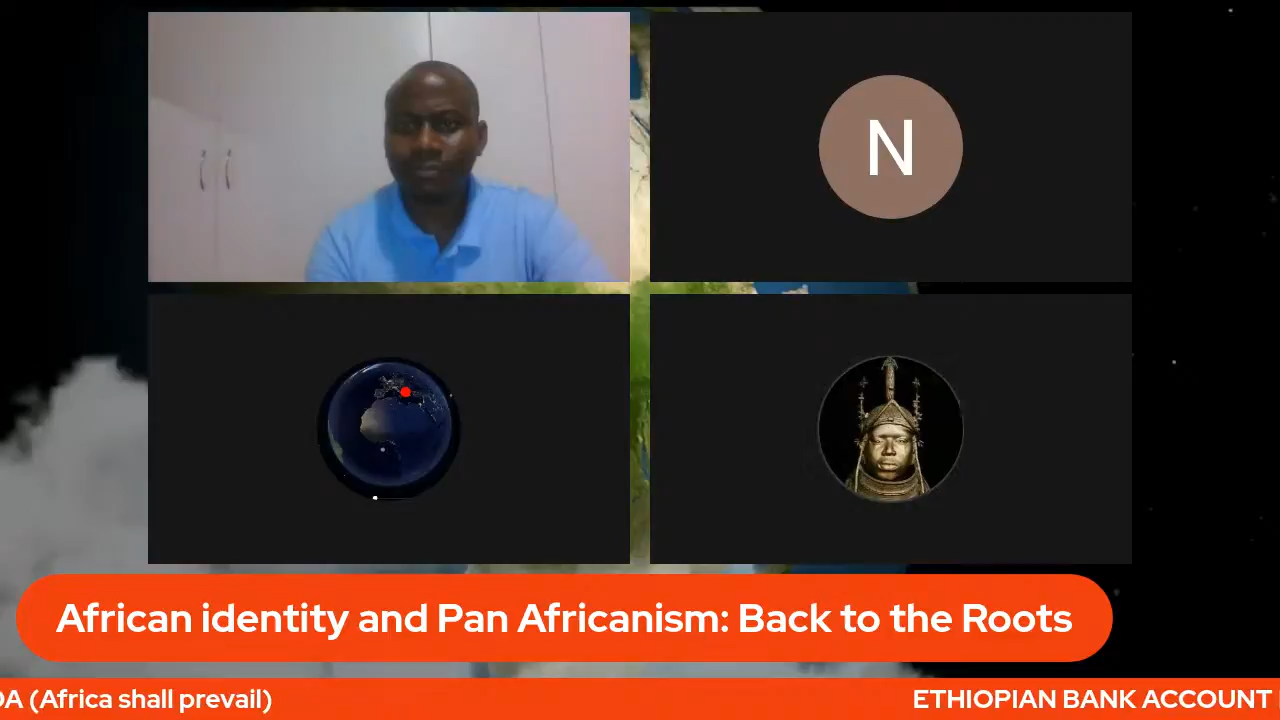 N
African identity and Pan Africanism: Back to the Roots
(Africa shall prevail) ETHIOPIAN BANK ACCOUNT